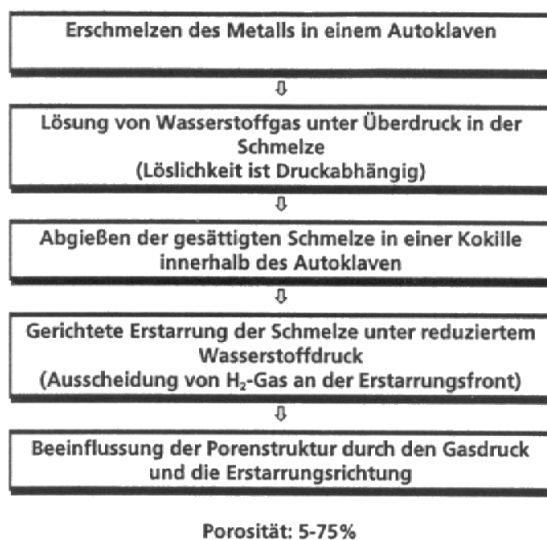 Erschmelzen des Metalls in einem Autoklaven
⇩
Lösung von Wasserstoffgas unter Überdruck in der
Schmelze
(Löslichkeit ist Druckabhängig)
⇩
Abgießen der gesättigten Schmelze in einer Kokille
innerhalb des Autoklaven
⇩
Gerichtete Erstarrung der Schmelze unter reduziertem
Wasserstoffdruck
(Ausscheidung von H₂-Gas an der Erstarrungsfront)
⇩
Beeinflussung der Porenstruktur durch den Gasdruck
und die Erstarrungsrichtung
Porosität: 5-75%